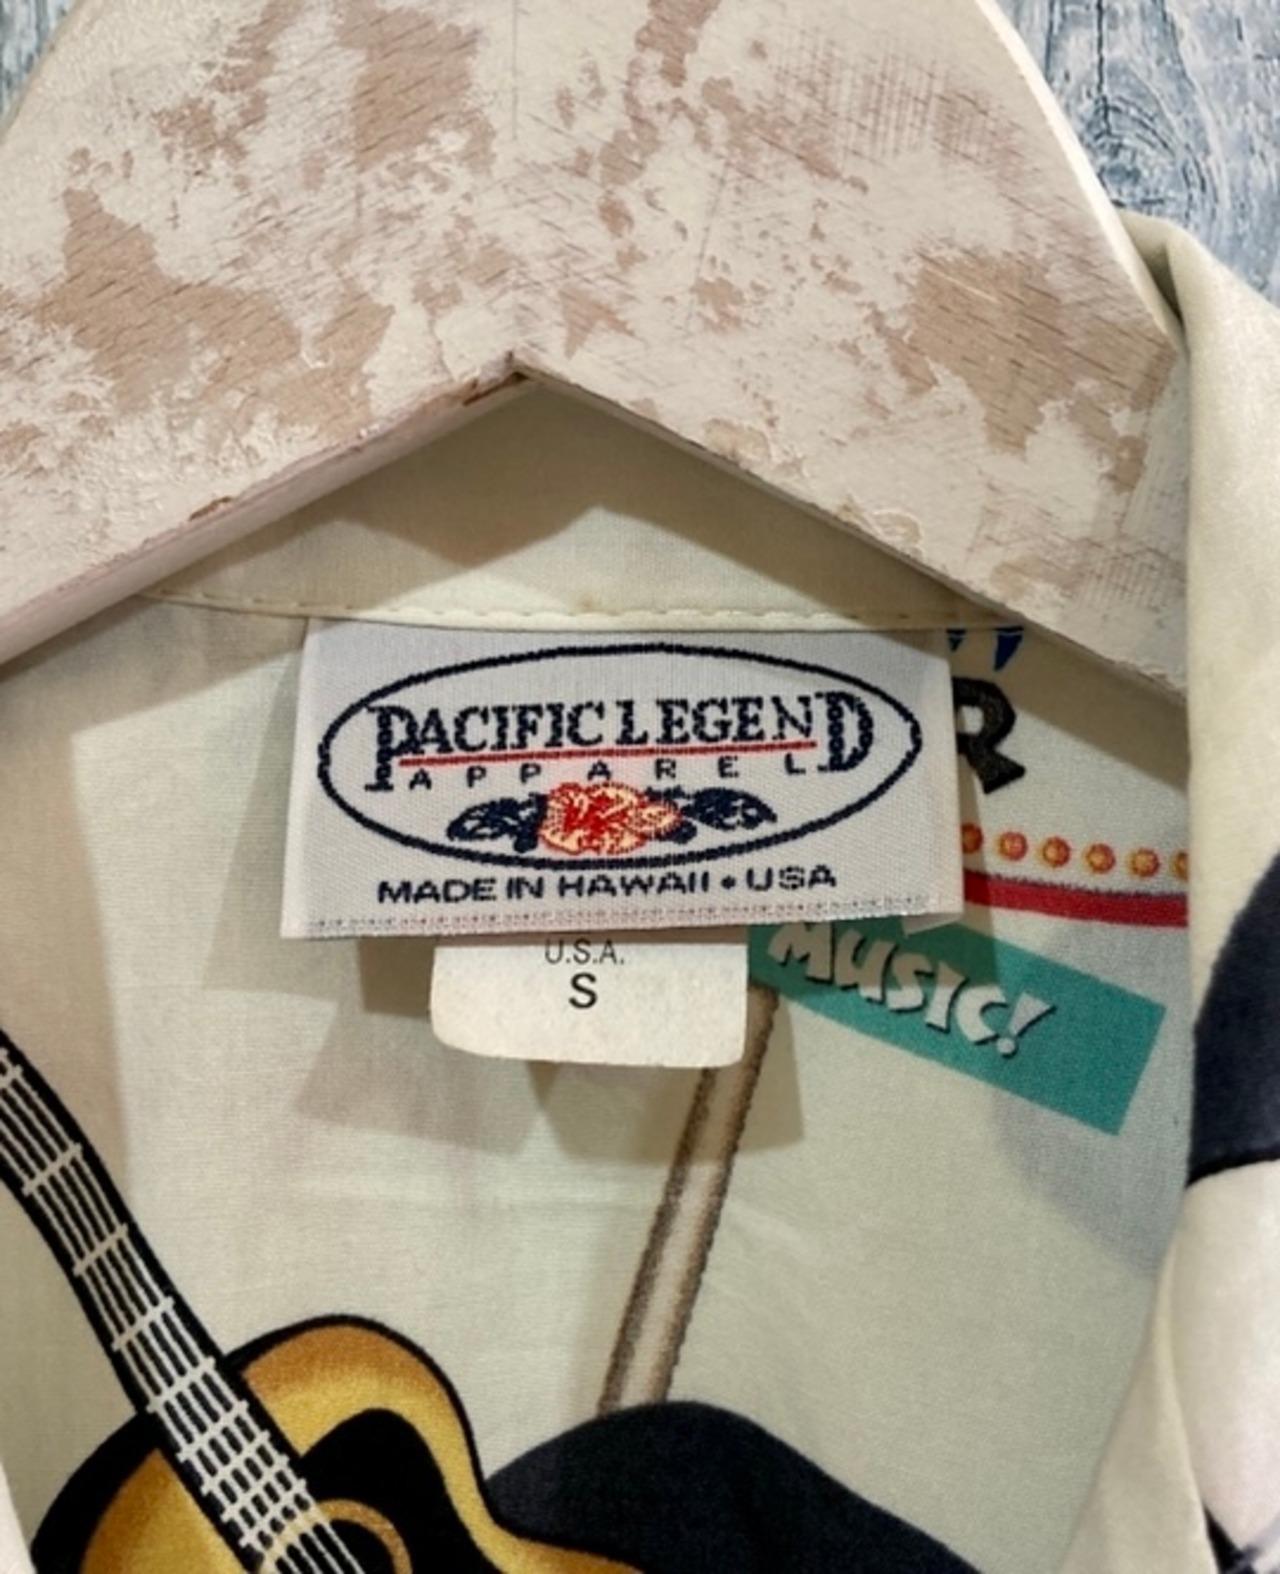 PACIFIC LEGEND
APPAREL
MADE IN HAWAII • USA
U.S.A.
S
R
MUSIC!